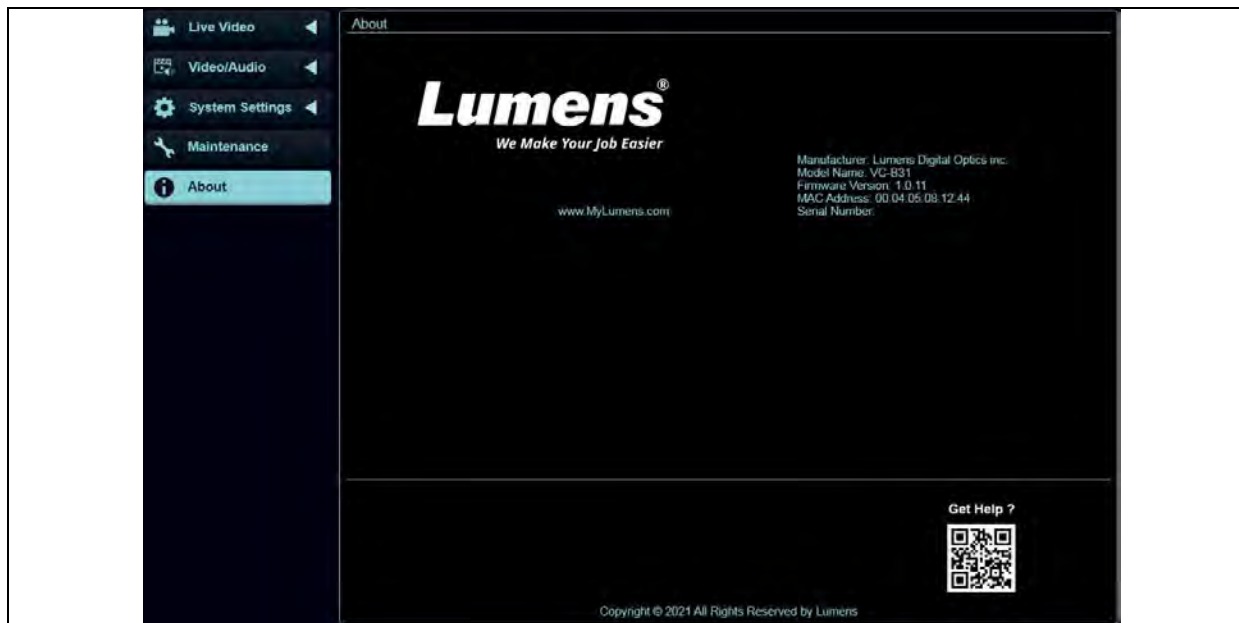 Live Video
Video/Audio
System Settings
Maintenance
About
About
Lumens®
We Make Your Job Easier
www.MyLumens.com
Manufacturer: Lumens Digital Optics Inc.
Model Name: VC-B31
Firmware Version: 1.0.11
MAC Address: 00:04:05:08:12:44
Serial Number:
Get Help ?
Copyright © 2021 All Rights Reserved by Lumens